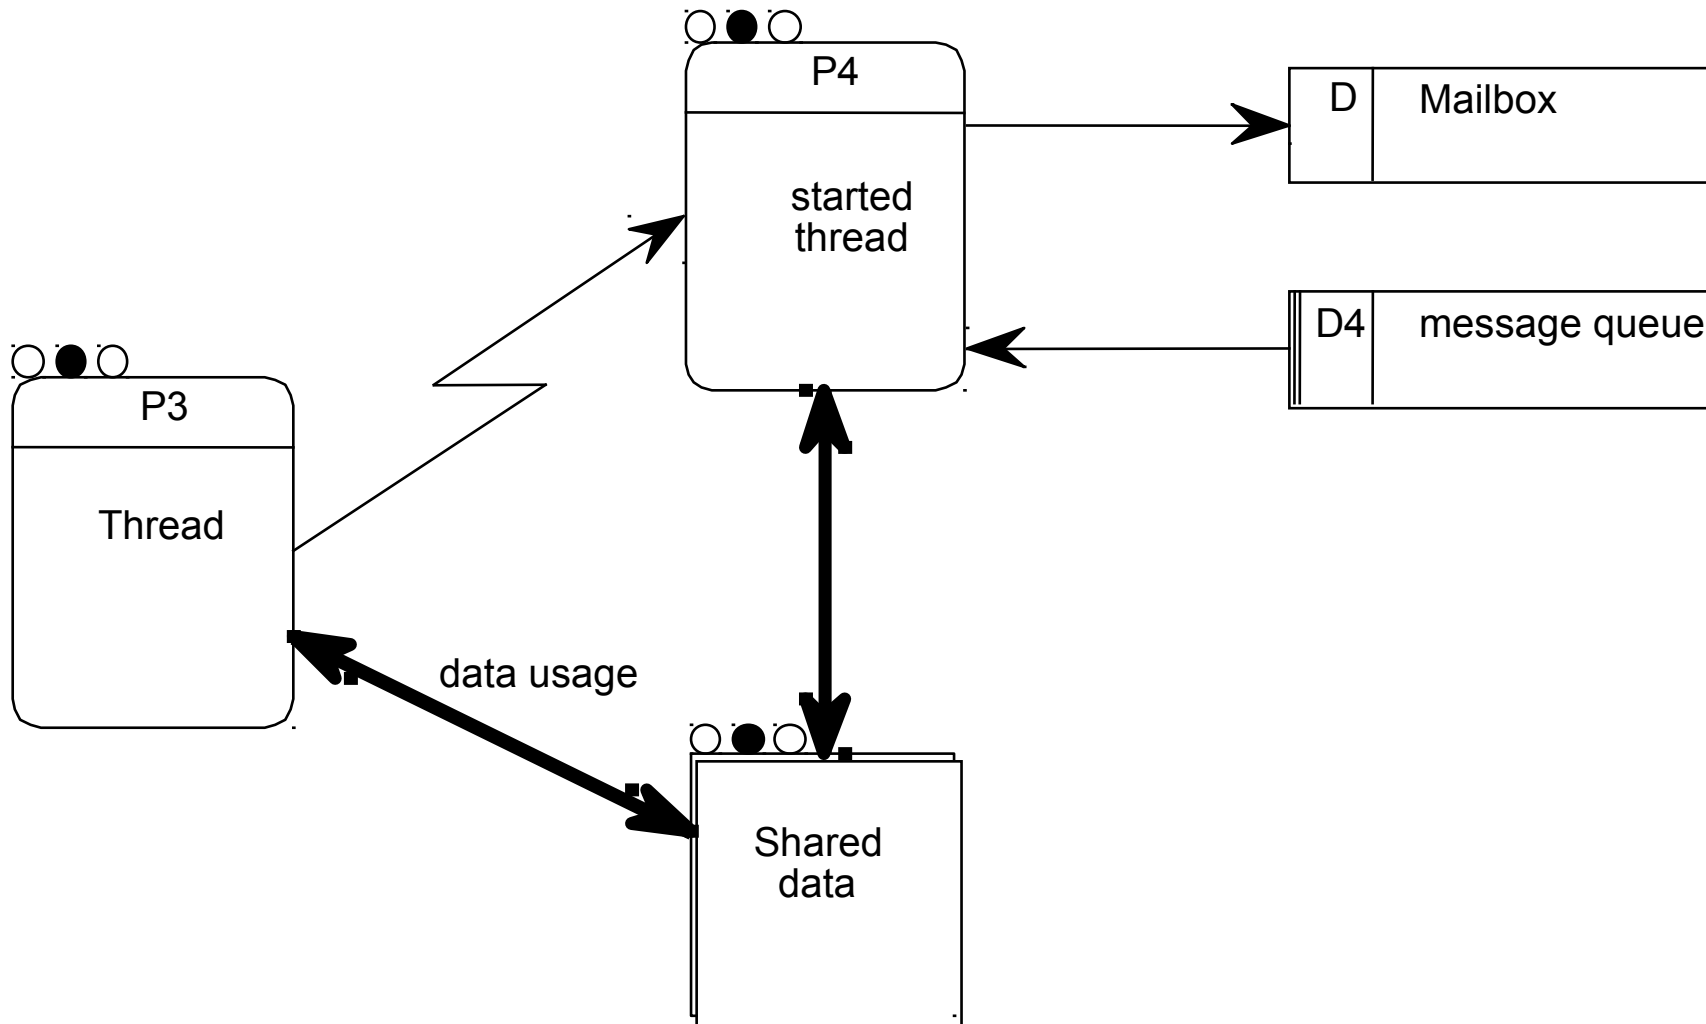 P4
started
thread
D
Mailbox
D4
message queue
P3
Thread
data usage
Shared
data